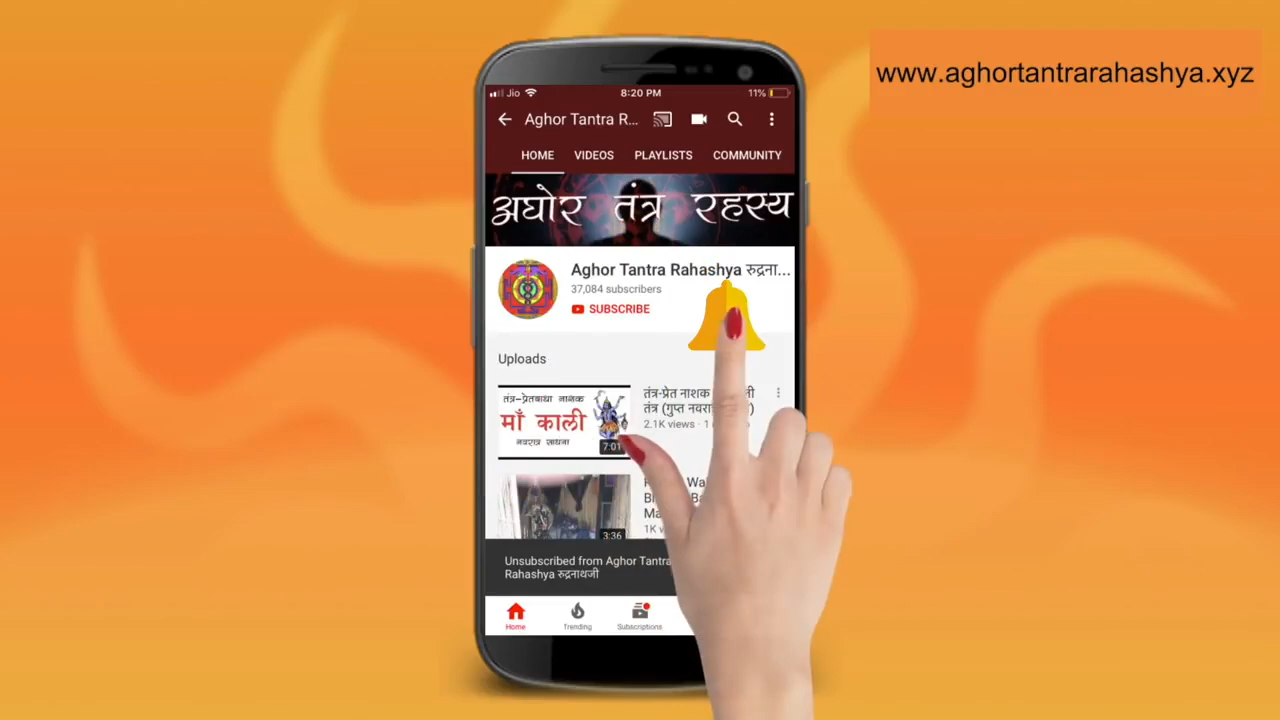 www.aghortantrarahashya.xyz
Jio 8:20 PM 11%
Aghor Tantra R...
HOME VIDEOS PLAYLISTS COMMUNITY
अघोर तंत्र रहस्य
Aghor Tantra Rahashya रुद्रना...
37,084 subscribers
SUBSCRIBE
Uploads
तंत्र-प्रेतबाधा नाशक
माँ काली
नवरात्र साधना
7:01
तंत्र-प्रेत नाशक
तंत्र (गुप्त
2.1K views
3:36
Unsubscribed from Aghor Tantra
Rahashya रुद्रनाथजी
Home Trending Subscriptions